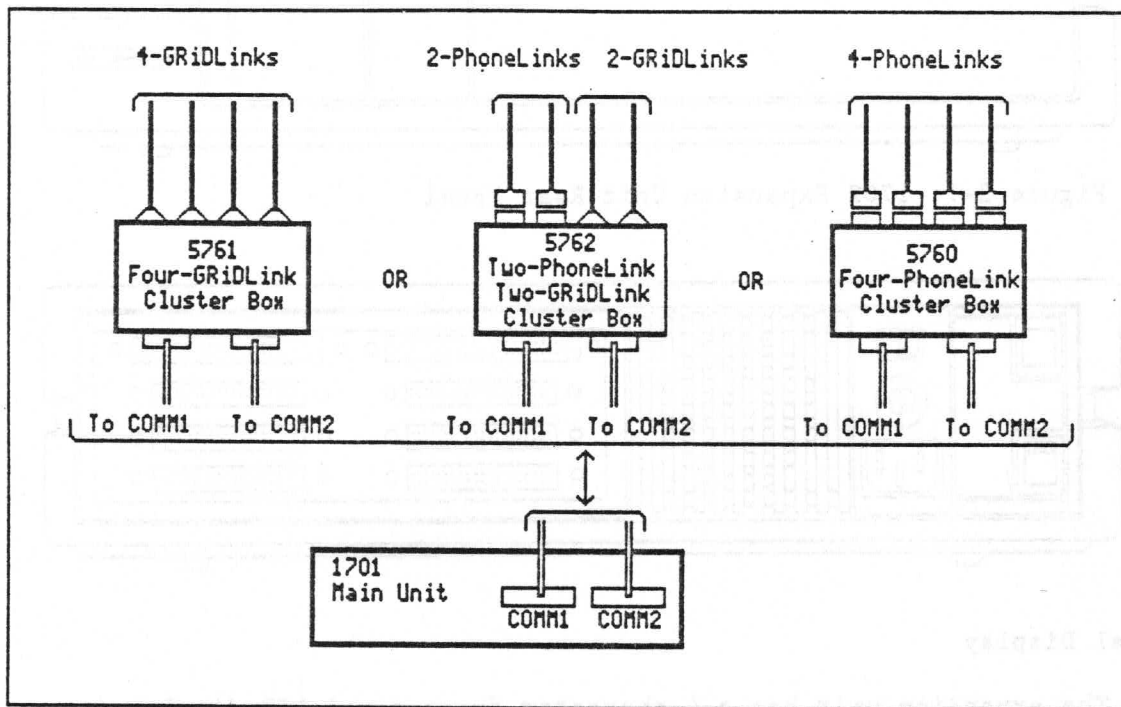 4-GRiDLinks
2-PhoneLinks 2-GRiDLinks
4-PhoneLinks
5761
Four-GRiDLink
Cluster Box
OR
5762
Two-PhoneLink
Two-GRiDLink
Cluster Box
OR
5760
Four-PhoneLink
Cluster Box
To COMM1 To COMM2
To COMM1 To COMM2
To COMM1 To COMM2
1701
Main Unit
COMM1 COMM2